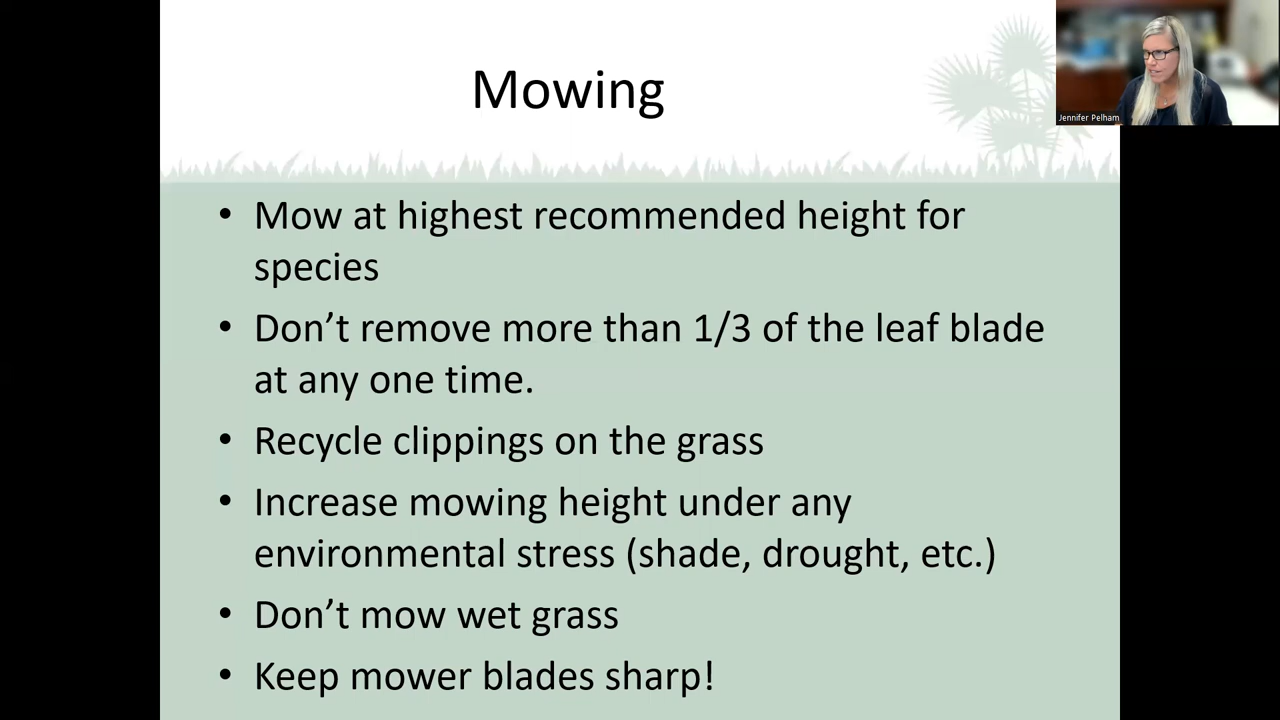 Mowing
Jennifer Pelham
• Mow at highest recommended height for
species
• Don’t remove more than 1/3 of the leaf blade
at any one time.
• Recycle clippings on the grass
• Increase mowing height under any
environmental stress (shade, drought, etc.)
• Don’t mow wet grass
• Keep mower blades sharp!